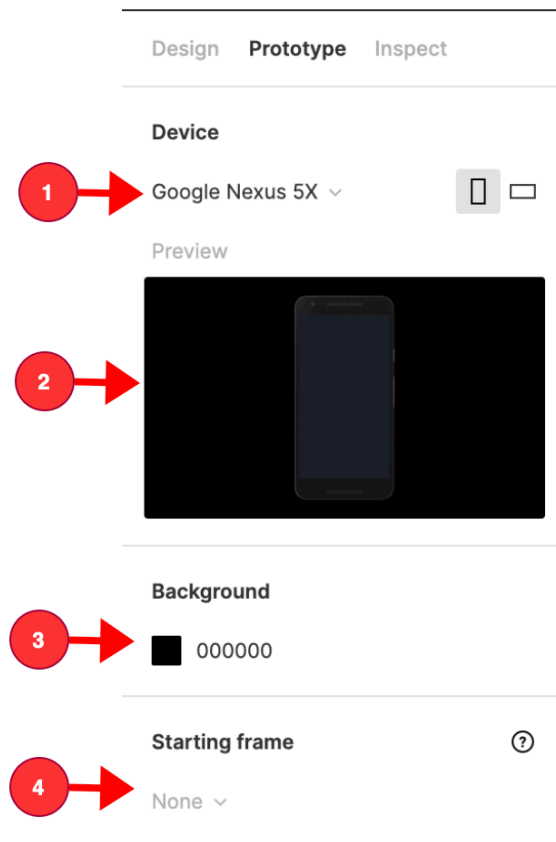 Design Prototype Inspect
Device
1 Google Nexus 5X
Preview
2
Background
3 000000
Starting frame ?
4 None